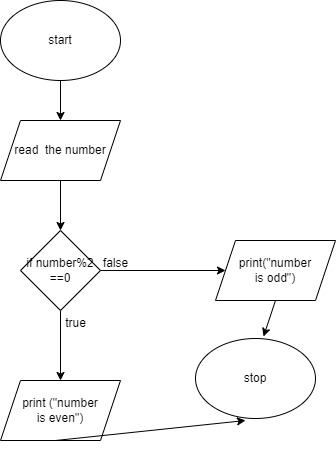 start
read  the number
if number%2
==0
false
print("number
is odd")
true
stop
print ("number
is even")